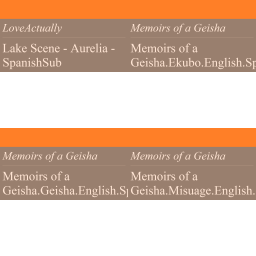 LoveActually
Lake Scene - Aurelia -
SpanishSub
Memoirs of a Geisha
Memoirs of a
Geisha.Ekubo.English.Sp
Memoirs of a Geisha
Memoirs of a
Geisha.Geisha.English.Sp
Memoirs of a Geisha
Memoirs of a
Geisha.Misuage.English.